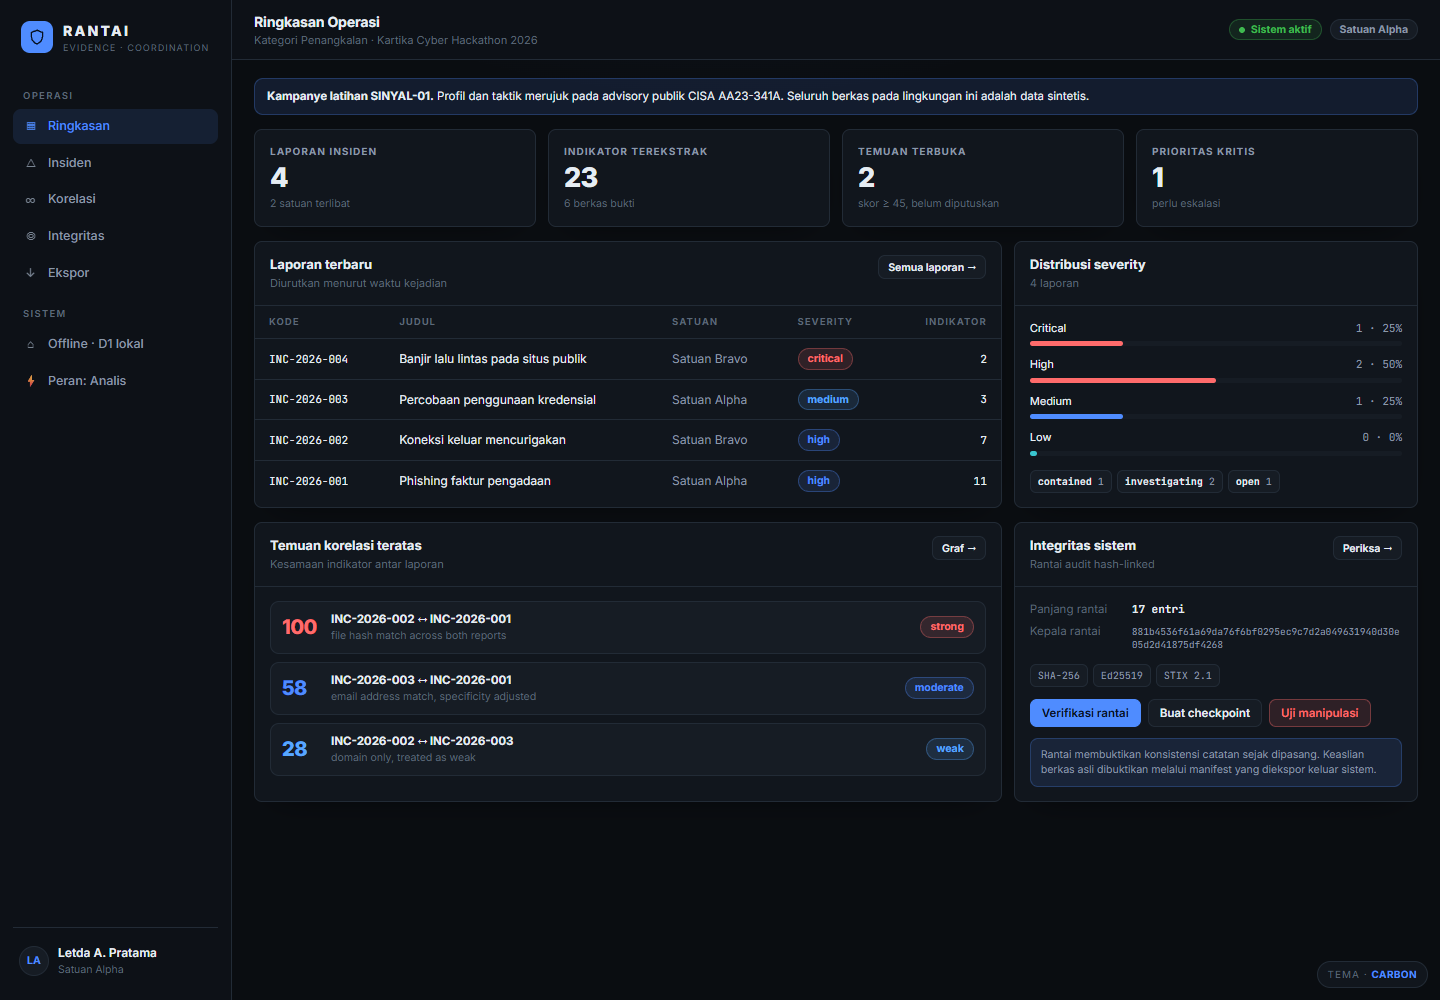 RANTAI
EVIDENCE · COORDINATION
OPERASI
Ringkasan
Insiden
Korelasi
Integritas
Ekspor
SISTEM
Offline · D1 lokal
Peran: Analis
LA
Letda A. Pratama
Satuan Alpha
Ringkasan Operasi
Kategori Penangkalan · Kartika Cyber Hackathon 2026
Sistem aktif
Satuan Alpha
Kampanye latihan SINYAL-01. Profil dan taktik merujuk pada advisory publik CISA AA23-341A. Seluruh berkas pada lingkungan ini adalah data sintetis.
LAPORAN INSIDEN
4
2 satuan terlibat
INDIKATOR TEREKSTRAK
23
6 berkas bukti
TEMUAN TERBUKA
2
skor ≥ 45, belum diputuskan
PRIORITAS KRITIS
1
perlu eskalasi
Laporan terbaru
Diurutkan menurut waktu kejadian
Semua laporan →
KODE JUDUL SATUAN SEVERITY INDIKATOR
INC-2026-004 Banjir lalu lintas pada situs publik Satuan Bravo critical 2
INC-2026-003 Percobaan penggunaan kredensial Satuan Alpha medium 3
INC-2026-002 Koneksi keluar mencurigakan Satuan Bravo high 7
INC-2026-001 Phishing faktur pengadaan Satuan Alpha high 11
Distribusi severity
4 laporan
Critical 1 · 25%
High 2 · 50%
Medium 1 · 25%
Low 0 · 0%
contained 1 investigating 2 open 1
Temuan korelasi teratas
Kesamaan indikator antar laporan
Graf →
100 INC-2026-002 ↔ INC-2026-001 strong
file hash match across both reports
58 INC-2026-003 ↔ INC-2026-001 moderate
email address match, specificity adjusted
28 INC-2026-002 ↔ INC-2026-003 weak
domain only, treated as weak
Integritas sistem
Rantai audit hash-linked
Periksa →
Panjang rantai 17 entri
Kepala rantai 881b4536f61a69da76f6bf0295ec9c7d2a049631940d30e
05d2d41875df4268
SHA-256 Ed25519 STIX 2.1
Verifikasi rantai Buat checkpoint Uji manipulasi
Rantai membuktikan konsistensi catatan sejak dipasang. Keaslian
berkas asli dibuktikan melalui manifest yang diekspor keluar sistem.
TEMA · CARBON